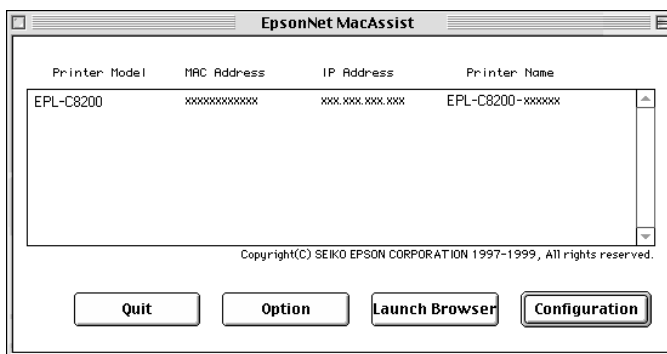 EpsonNet MacAssist
Printer Model MAC Address IP Address Printer Name
EPL-C8200 xxxxxxxxxxxx xxx.xxx.xxx.xxx EPL-C8200-xxxxxx
Copyright(C) SEIKO EPSON CORPORATION 1997-1999, All rights reserved.
Quit Option Launch Browser Configuration